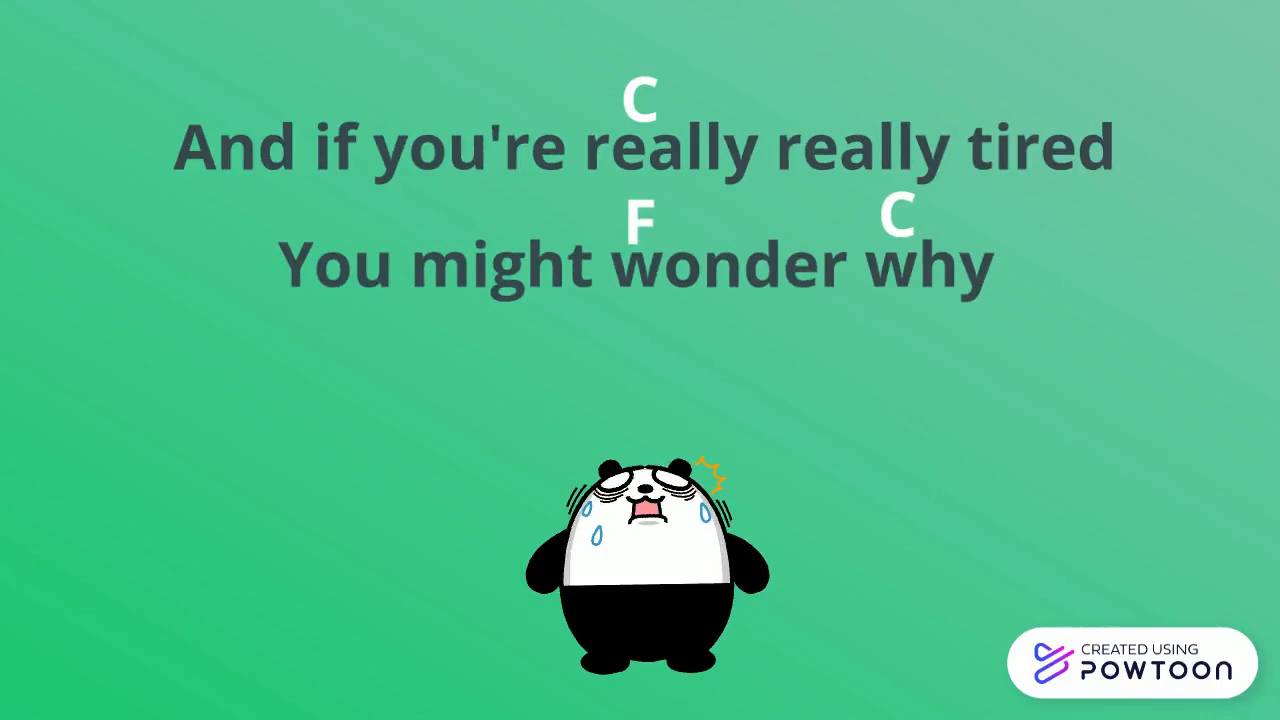 C
And if you're really really tired
F C
You might wonder why
CREATED USING
POWTOON